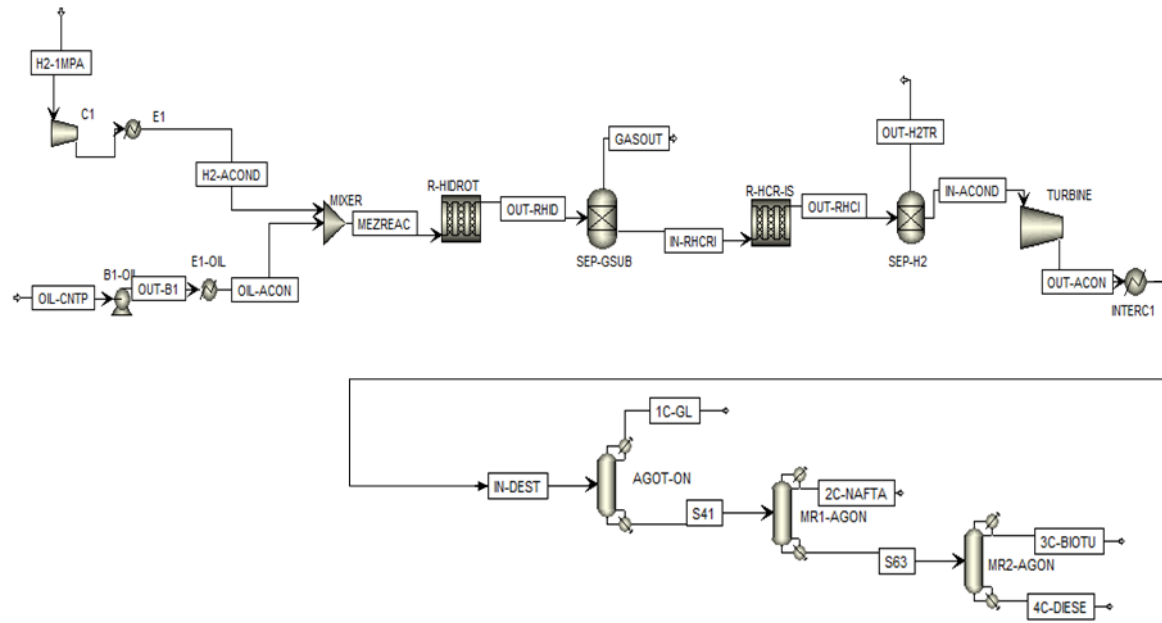 H2-1MPA
C1
E1
H2-ACOND
MIXER
MEZREAC
B1-OIL
E1-OIL
OIL-CNTP
OUT-B1
OIL-ACON
R-HIDROT
OUT-RHID
GASOUT
SEP-GSUB
IN-RHCRI
R-HCR-IS
OUT-RHCI
OUT-H2TR
SEP-H2
IN-ACOND
TURBINE
OUT-ACON
INTERC1
IN-DEST
1C-GL
AGOT-ON
S41
2C-NAFTA
MR1-AGON
S63
3C-BIOTU
MR2-AGON
4C-DIESE